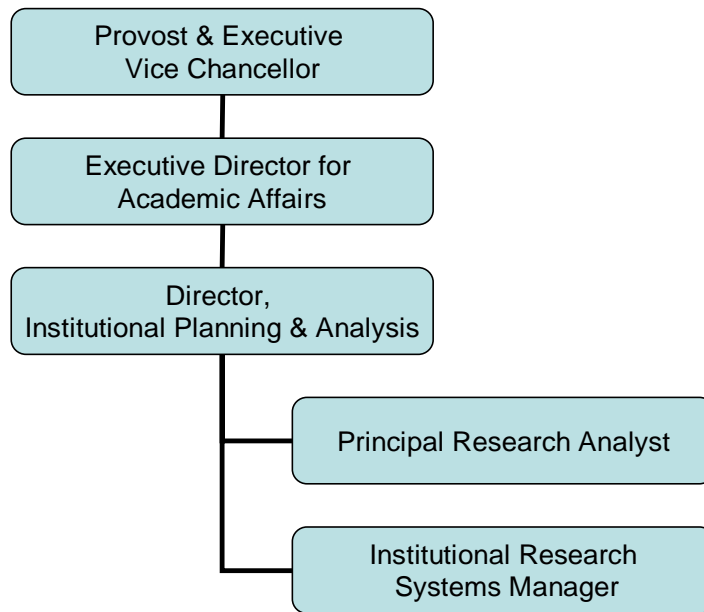 Provost & Executive
Vice Chancellor
Executive Director for
Academic Affairs
Director,
Institutional Planning & Analysis
Principal Research Analyst
Institutional Research
Systems Manager